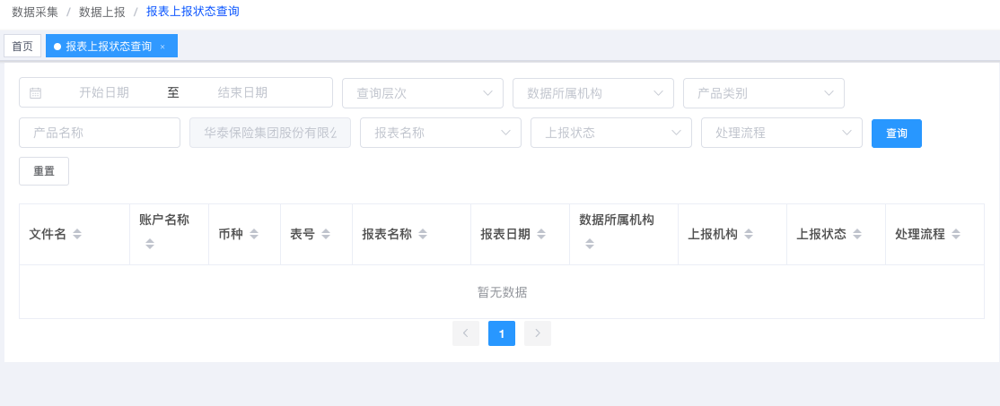 数据采集 / 数据上报 / 报表上报状态查询
首页 报表上报状态查询 ×
开始日期 至 结束日期 查询层次 数据所属机构 产品类别
产品名称 华泰保险集团股份有限 报表名称 上报状态 处理流程 查询
重置
文件名 账户名称 币种 表号 报表名称 报表日期 数据所属机构 上报机构 上报状态 处理流程
暂无数据
1